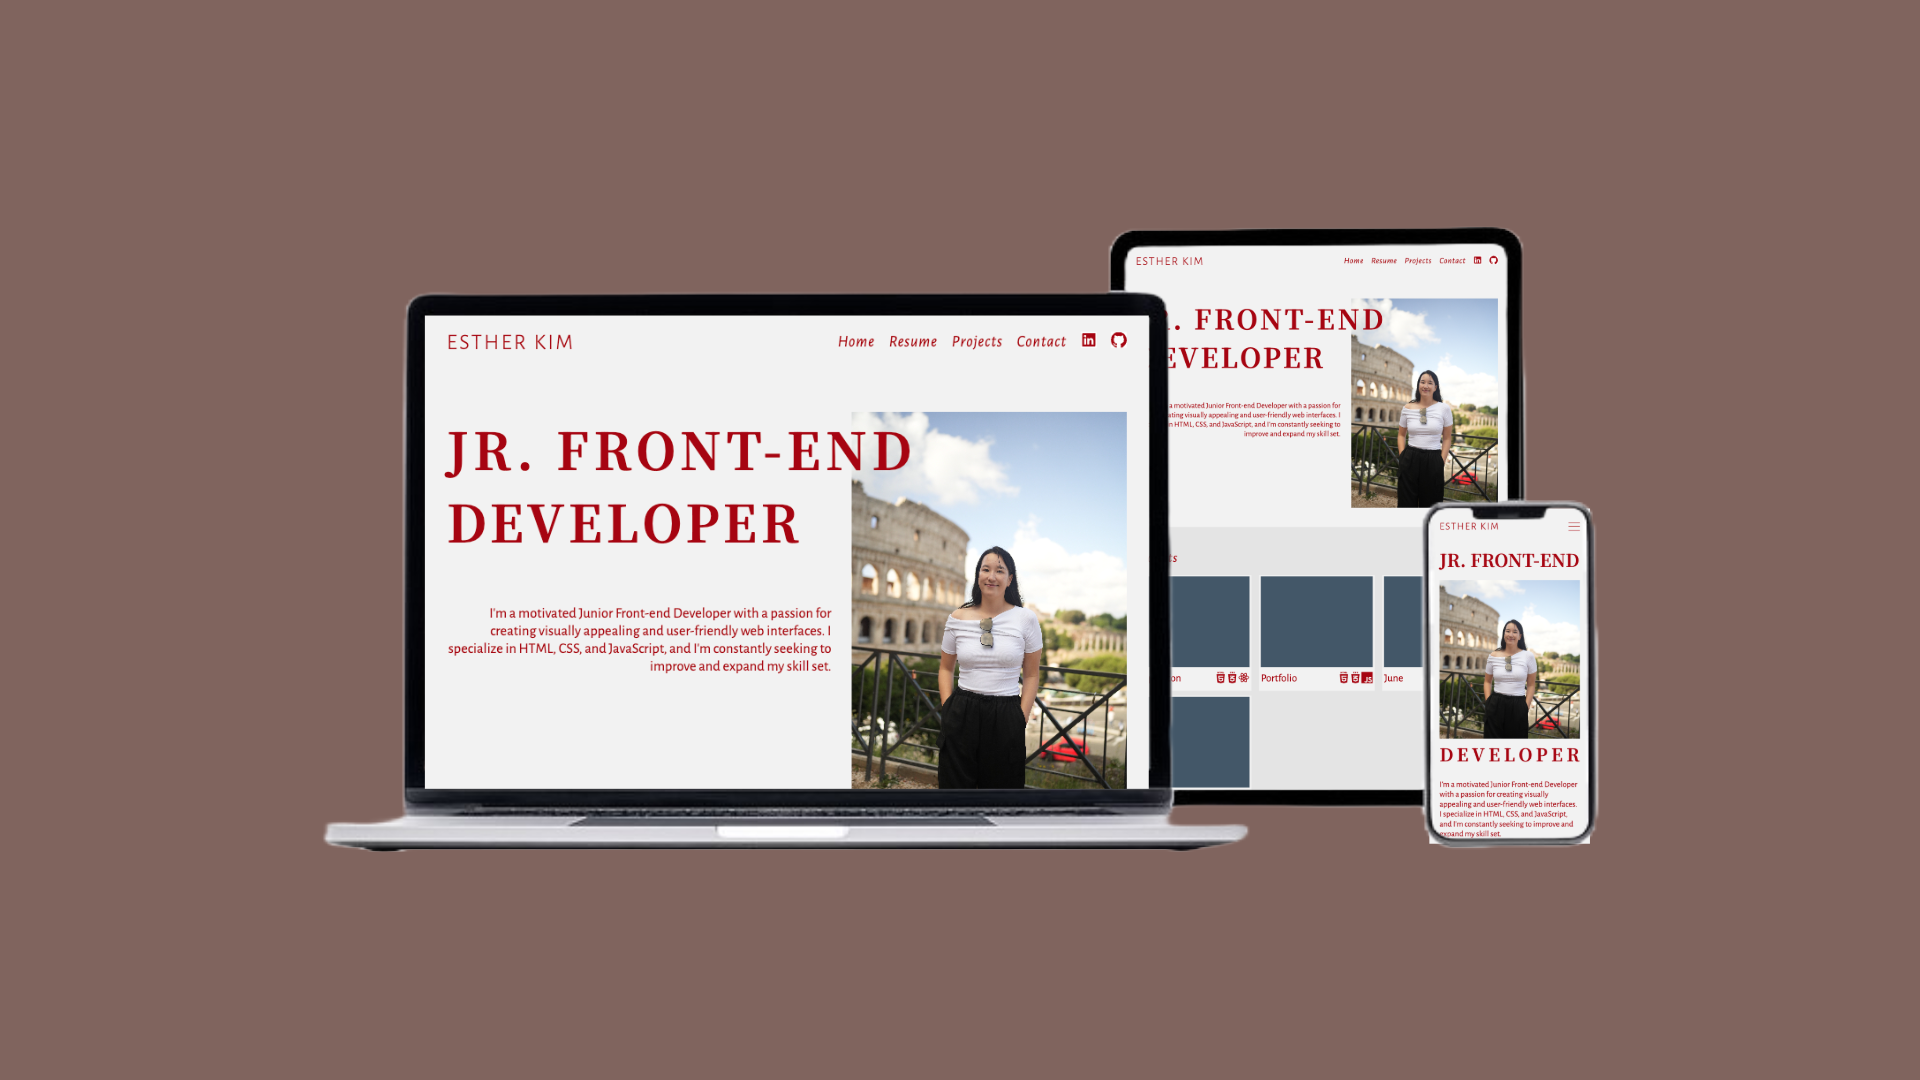 ESTHER KIM
Home Resume Projects Contact in
JR. FRONT-END
DEVELOPER
I'm a motivated Junior Front-end Developer with a passion for
creating visually appealing and user-friendly web interfaces. I
specialize in HTML, CSS, and JavaScript, and I'm constantly seeking to
improve and expand my skill set.
ESTHER KIM
Home Resume Projects Contact in
. FRONT-END
EVELOPER
a motivated Junior Front-end Developer with a passion for
ating visually appealing and user-friendly web interfaces. I
in HTML, CSS, and JavaScript, and I'm constantly seeking to
improve and expand my skill set.
ts
on Portfolio JS June
ESTHER KIM
JR. FRONT-END
DEVELOPER
I'm a motivated Junior Front-end Developer
with a passion for creating visually
appealing and user-friendly web interfaces.
I specialize in HTML, CSS, and JavaScript,
and I'm constantly seeking to improve and
expand my skill set.